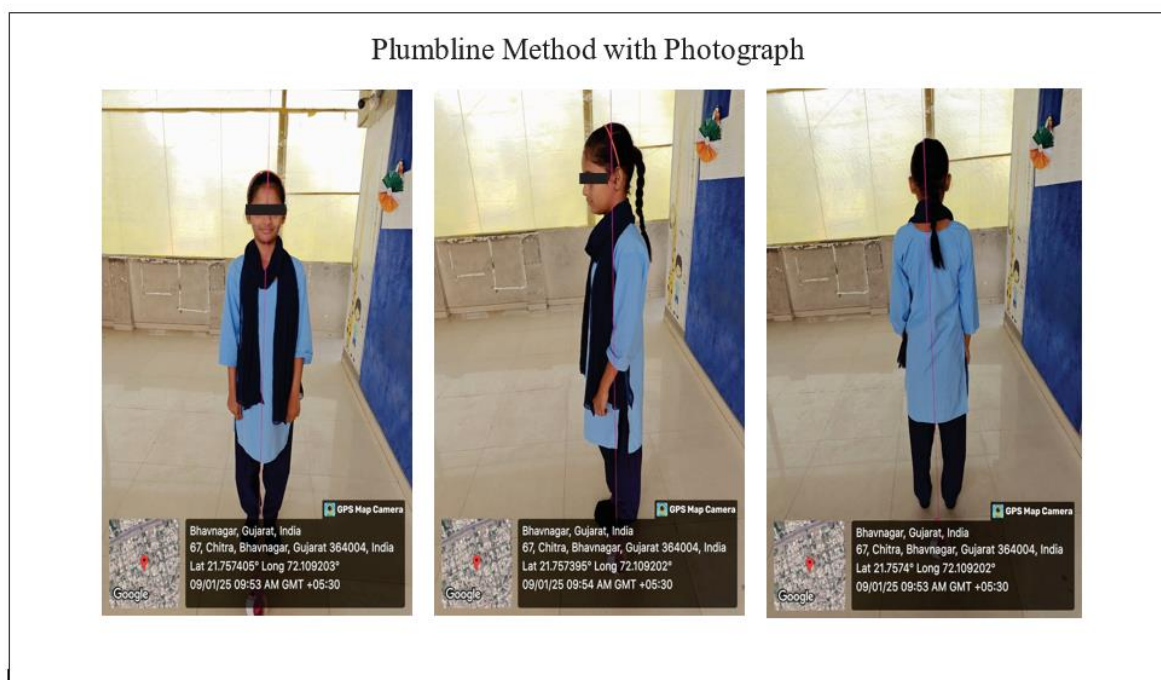 Plumbline Method with Photograph
GPS Map Camera
Bhavnagar, Gujarat, India
67, Chitra, Bhavnagar, Gujarat 364004, India
Lat 21.757405° Long 72.109203°
09/01/25 09:53 AM GMT +05:30
Google
GPS Map Camera
Bhavnagar, Gujarat, India
67, Chitra, Bhavnagar, Gujarat 364004, India
Lat 21.757395° Long 72.109202°
09/01/25 09:54 AM GMT +05:30
Google
GPS Map Camera
Bhavnagar, Gujarat, India
67, Chitra, Bhavnagar, Gujarat 364004, India
Lat 21.7574° Long 72.109202°
09/01/25 09:53 AM GMT +05:30
Google